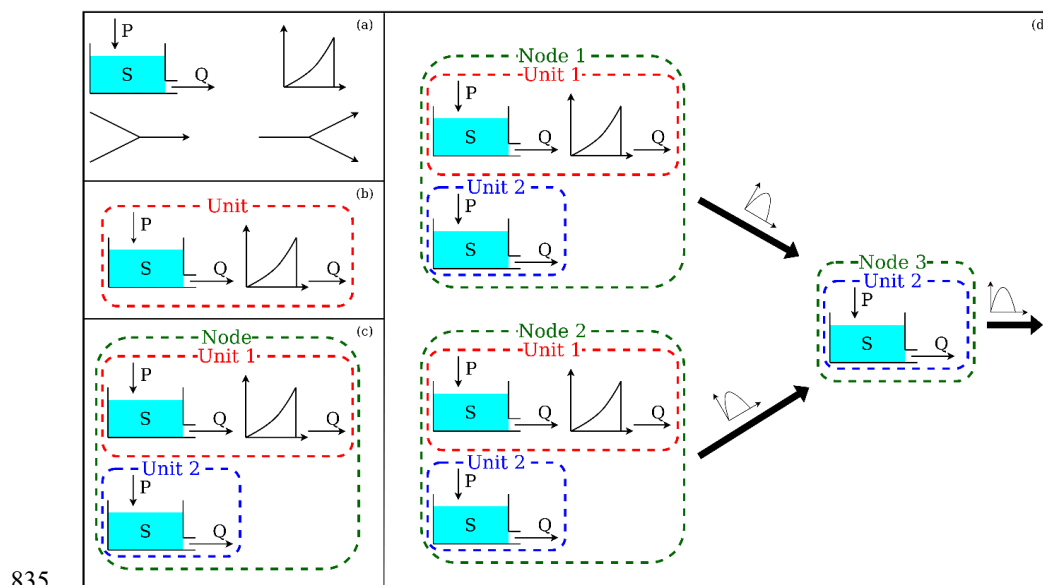 (a)
P
S
Q
(b)
Unit
P
S
Q
Q
(c)
Node
Unit 1
P
S
Q
Q
Unit 2
P
S
Q
(d
Node 1
Unit 1
P
S
Q
Q
Unit 2
P
S
Q
Node 2
Unit 1
P
S
Q
Q
Unit 2
P
S
Q
Node 3
Unit 2
P
S
Q
835